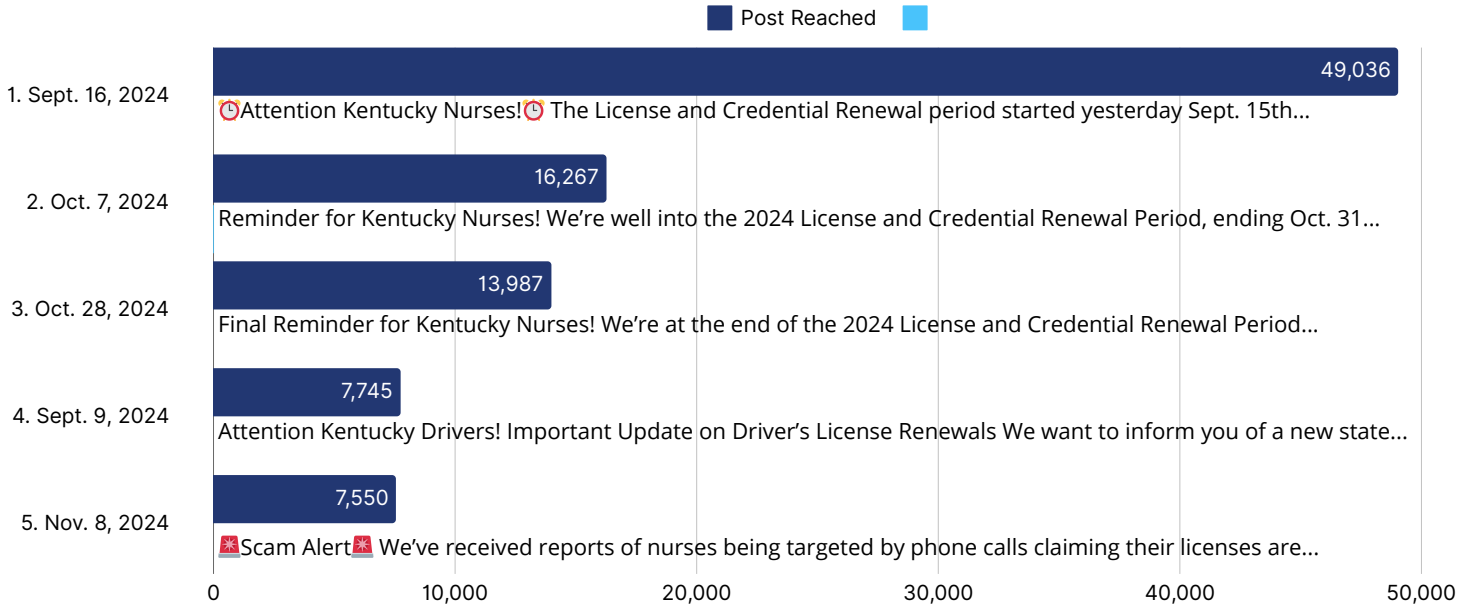 Post Reached
1. Sept. 16, 2024
49,036
⏰Attention Kentucky Nurses!⏰ The License and Credential Renewal period started yesterday Sept. 15th...
2. Oct. 7, 2024
16,267
Reminder for Kentucky Nurses! We’re well into the 2024 License and Credential Renewal Period, ending Oct. 31...
3. Oct. 28, 2024
13,987
Final Reminder for Kentucky Nurses! We’re at the end of the 2024 License and Credential Renewal Period...
4. Sept. 9, 2024
7,745
Attention Kentucky Drivers! Important Update on Driver’s License Renewals We want to inform you of a new state...
5. Nov. 8, 2024
7,550
🚨Scam Alert🚨 We’ve received reports of nurses being targeted by phone calls claiming their licenses are...
0 10,000 20,000 30,000 40,000 50,000